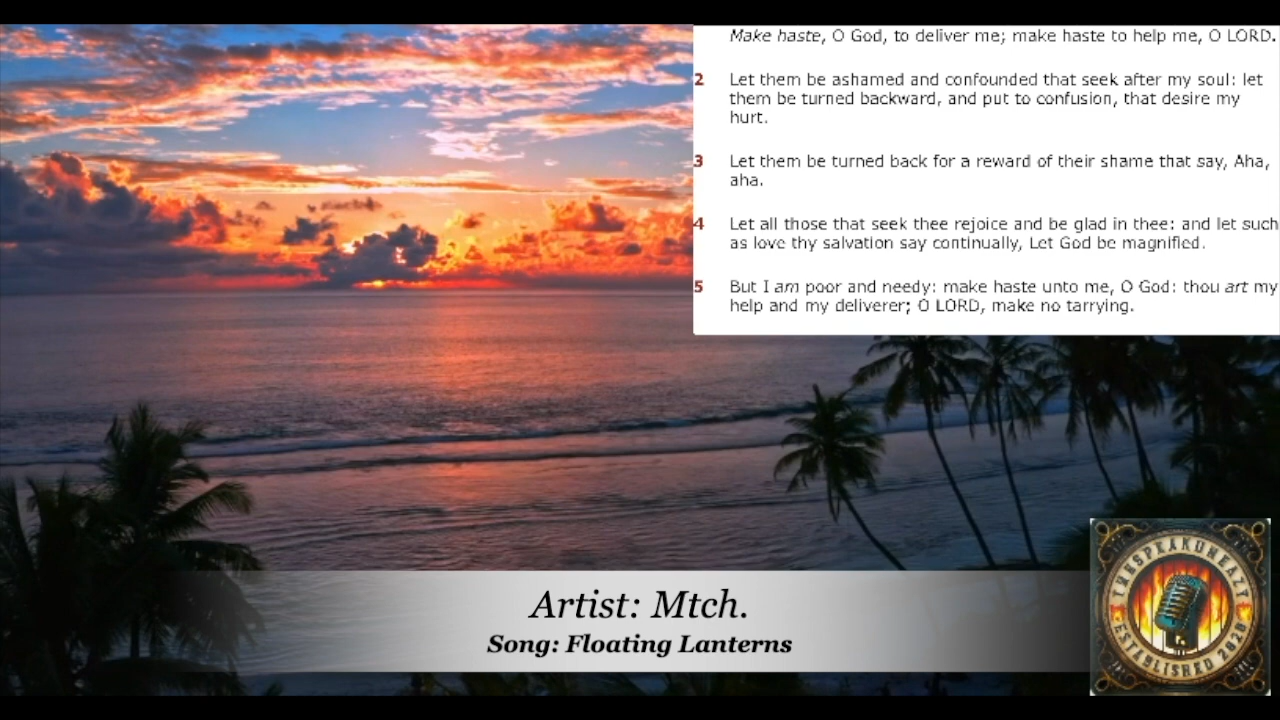 Make haste, O God, to deliver me; make haste to help me, O LORD.
2 Let them be ashamed and confounded that seek after my soul: let
them be turned backward, and put to confusion, that desire my
hurt.
3 Let them be turned back for a reward of their shame that say, Aha,
aha.
4 Let all those that seek thee rejoice and be glad in thee: and let such
as love thy salvation say continually, Let God be magnified.
5 But I am poor and needy: make haste unto me, O God: thou art my
help and my deliverer; O LORD, make no tarrying.
Artist: Mtch.
Song: Floating Lanterns
ESTABLISHED 2020